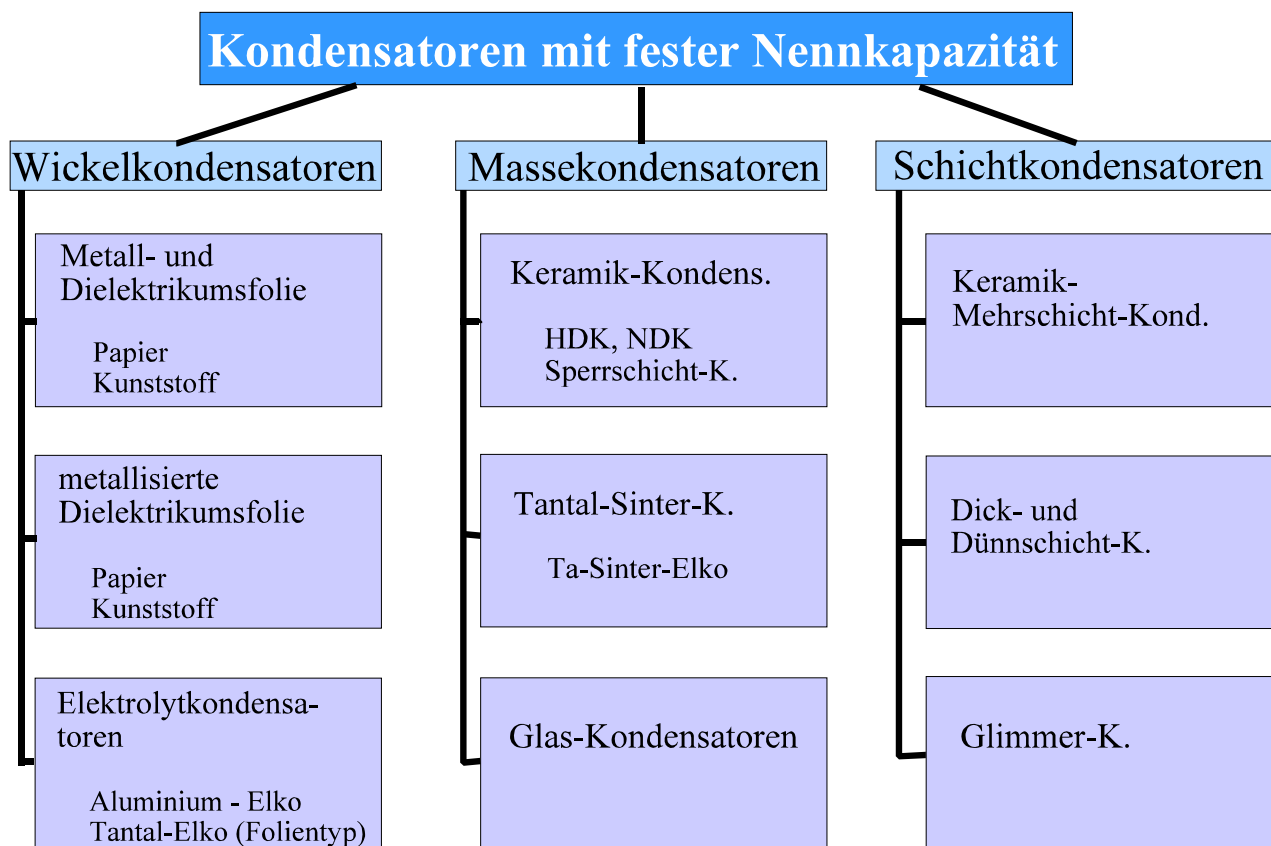 Kondensatoren mit fester Nennkapazität
Wickelkondensatoren
Metall- und
Dielektrikumsfolie
Papier
Kunststoff
metallisierte
Dielektrikumsfolie
Papier
Kunststoff
Elektrolytkondensa-
toren
Aluminium - Elko
Tantal-Elko (Folientyp)
Massekondensatoren
Keramik-Kondens.
HDK, NDK
Sperrschicht-K.
Tantal-Sinter-K.
Ta-Sinter-Elko
Glas-Kondensatoren
Schichtkondensatoren
Keramik-
Mehrschicht-Kond.
Dick- und
Dünnschicht-K.
Glimmer-K.